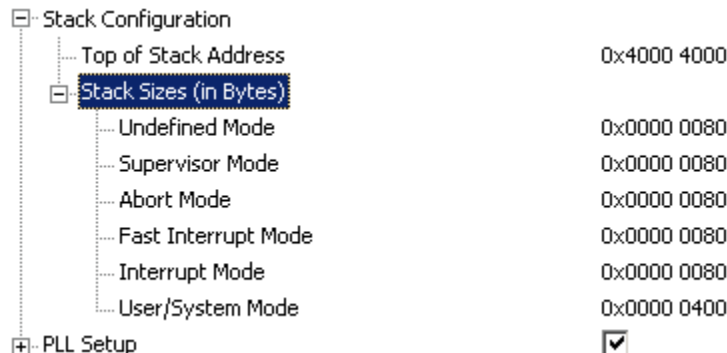 Stack Configuration
Top of Stack Address 0x4000 4000
Stack Sizes (in Bytes)
Undefined Mode 0x0000 0080
Supervisor Mode 0x0000 0080
Abort Mode 0x0000 0080
Fast Interrupt Mode 0x0000 0080
Interrupt Mode 0x0000 0080
User/System Mode 0x0000 0400
PLL Setup